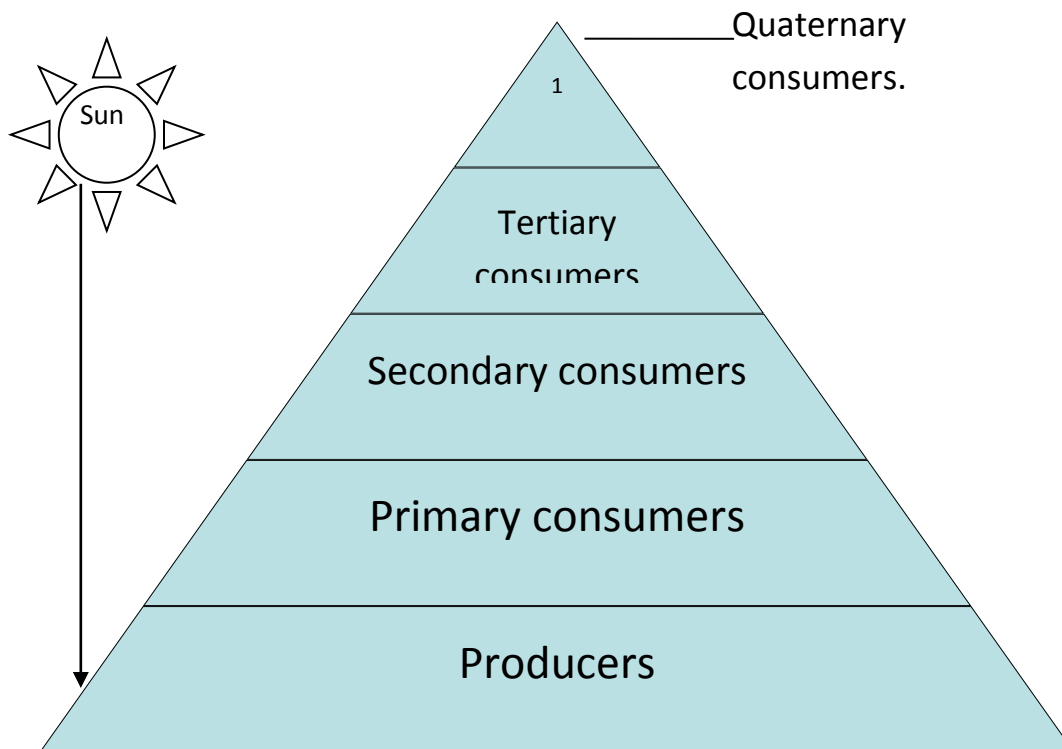 Sun
Quaternary
consumers.
1
Tertiary
consumers
Secondary consumers
Primary consumers
Producers